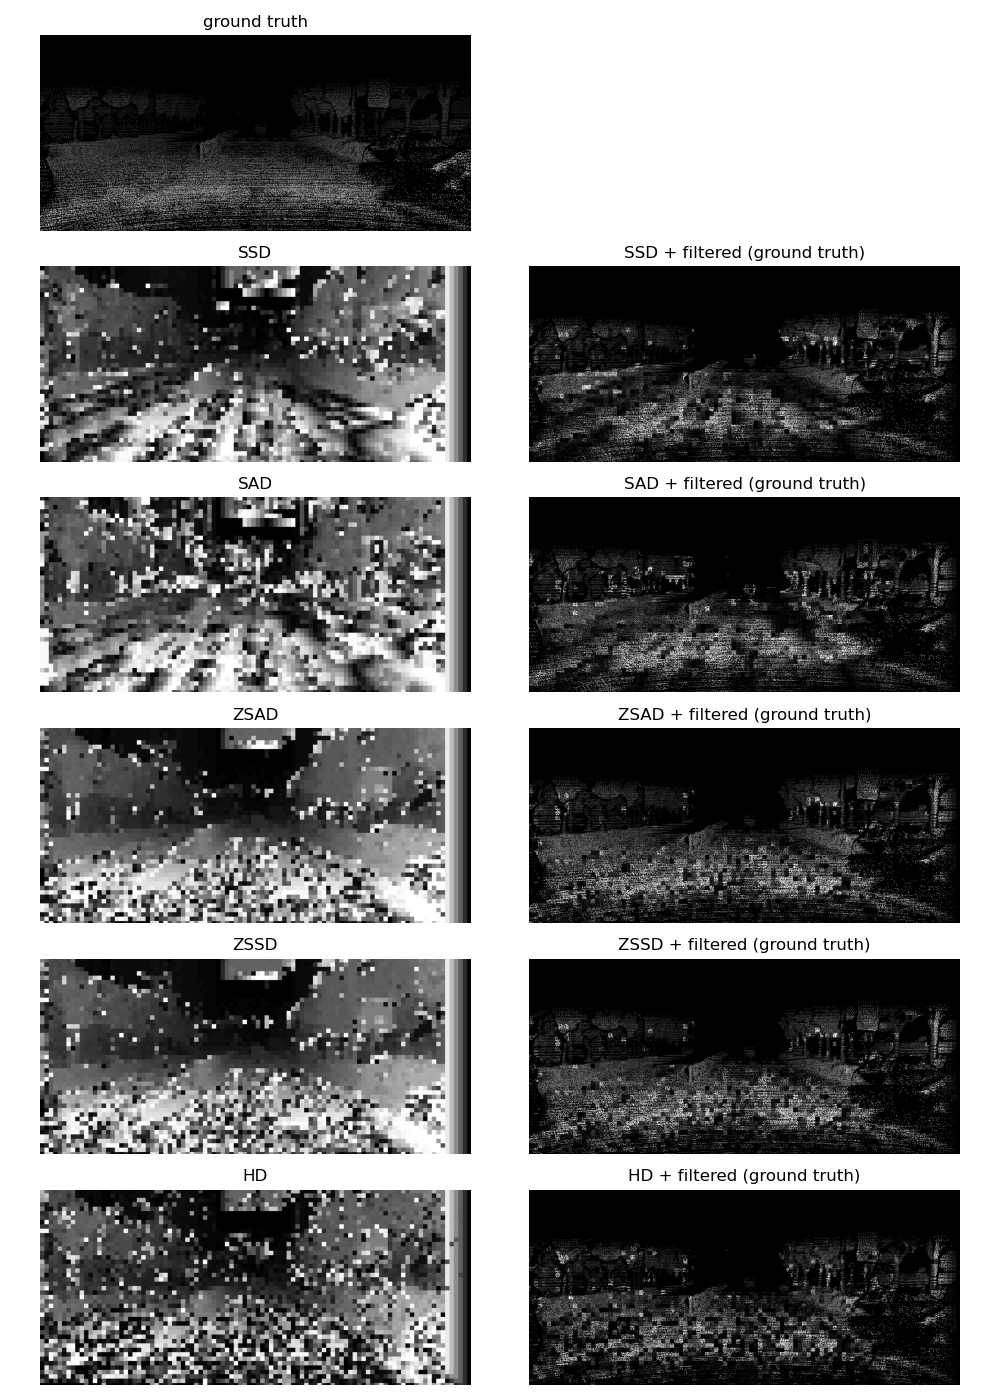 ground truth
SSD
SSD + filtered (ground truth)
SAD
SAD + filtered (ground truth)
ZSAD
ZSAD + filtered (ground truth)
ZSSD
ZSSD + filtered (ground truth)
HD
HD + filtered (ground truth)